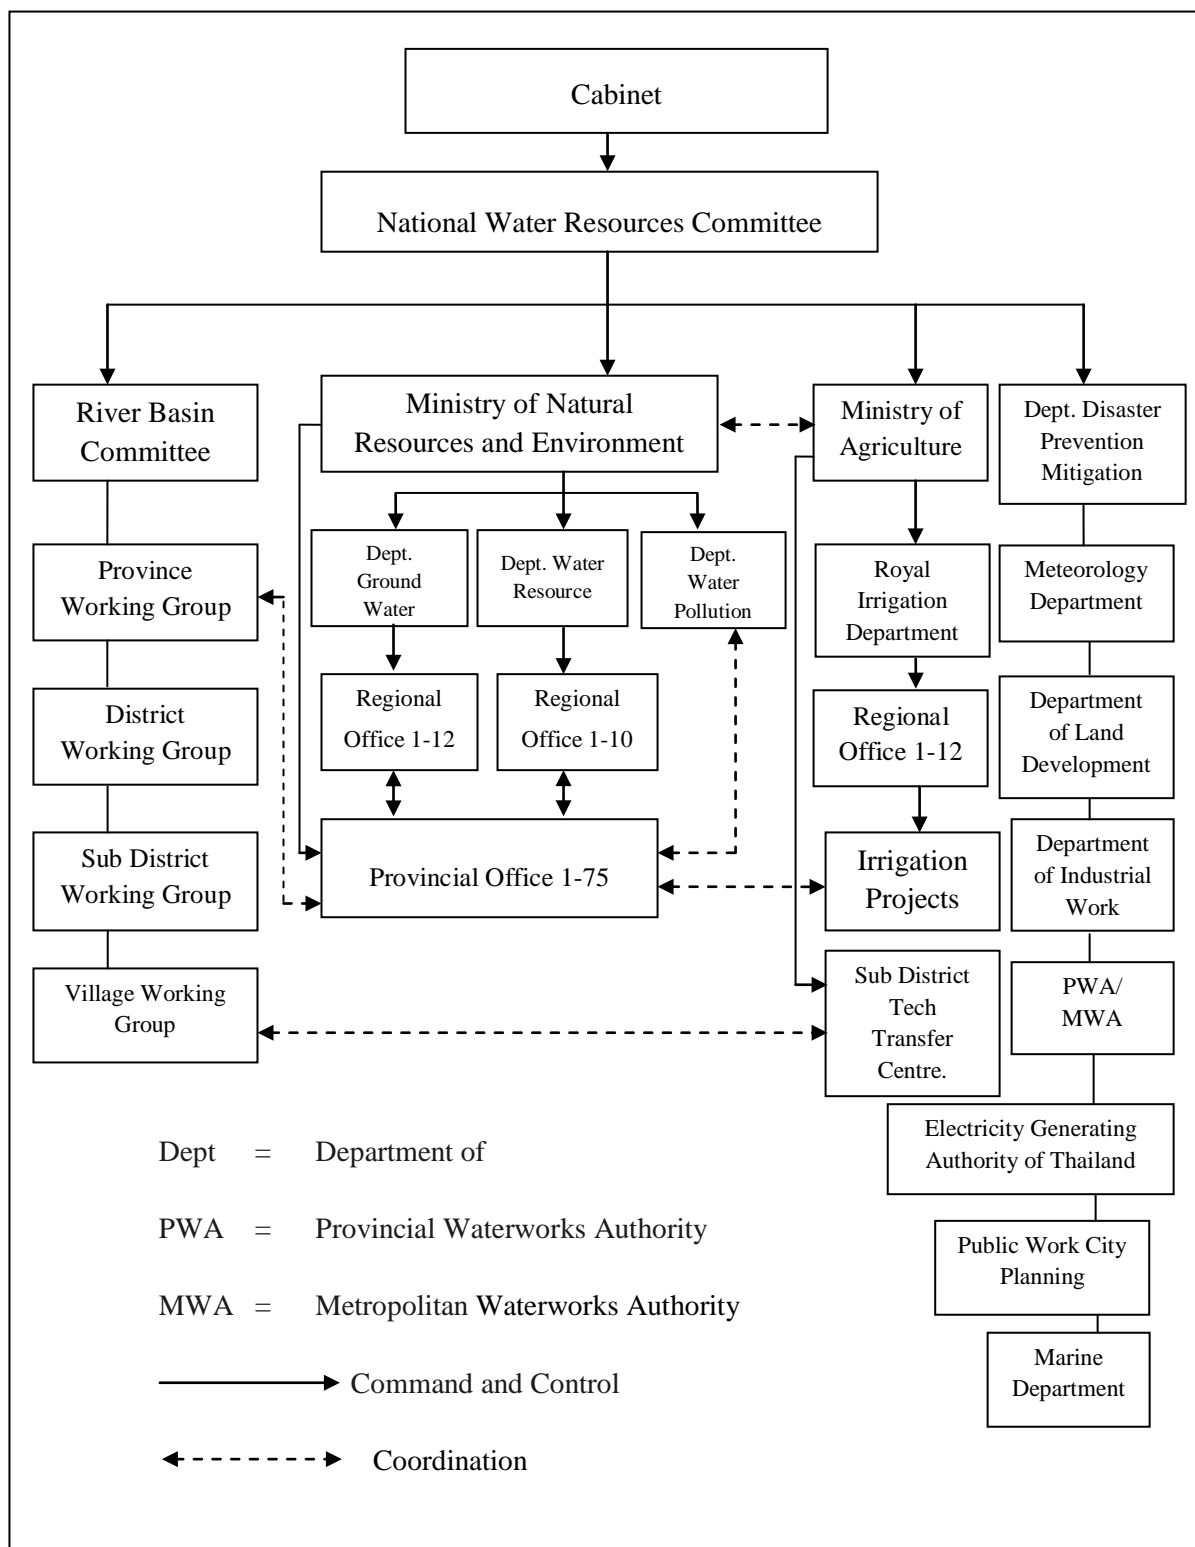 Cabinet
National Water Resources Committee
River Basin
Committee
Ministry of Natural
Resources and Environment
Ministry of
Agriculture
Dept. Disaster
Prevention
Mitigation
Dept.
Ground
Water
Dept. Water
Resource
Dept.
Water
Pollution
Province
Working Group
Royal
Irrigation
Department
Meteorology
Department
District
Working Group
Regional
Office 1-12
Regional
Office 1-10
Regional
Office 1-12
Department
of Land
Development
Sub District
Working Group
Provincial Office 1-75
Irrigation
Projects
Department
of Industrial
Work
Village Working
Group
Sub District
Tech
Transfer
Centre.
PWA/
MWA
Electricity Generating
Authority of Thailand
Public Work City
Planning
Marine
Department
Dept = Department of
PWA = Provincial Waterworks Authority
MWA = Metropolitan Waterworks Authority
Command and Control
Coordination